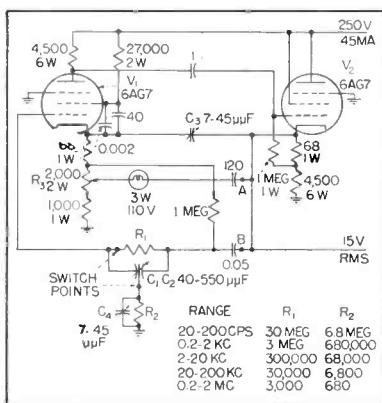 4,500
6W
27,000
2W
V1
6AG7
40
1
V2
6AG7
250V
45MA
C3 7-45μμF
0.002
1W
R3
2,000
2W
1,000
1W
3W
110V
1 MEG
120
A
1 MEG
1W
68
1W
4,500
6W
R1
B
0.05
15V
RMS
SWITCH
POINTS
C1 C2 40-550μμF
C4
R2
7-45
μμF
RANGE R1 R2
20-200CPS 30 MEG 6.8 MEG
0.2-2 KC 3 MEG 680,000
2-20 KC 300,000 68,000
20-200 KC 30,000 6,800
0.2-2 MC 3,000 680